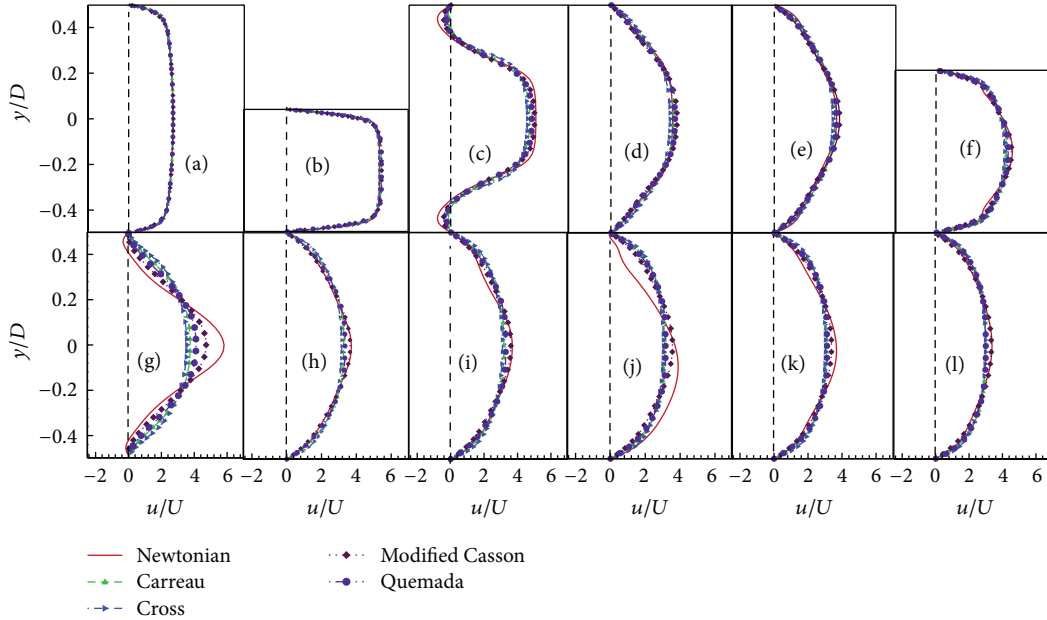 0.4
0.2
0
−0.2
−0.4
y/D
(a)
(b)
(c)
(d)
(e)
(f)
y/D
0.4
0.2
0
−0.2
−0.4
y/D
(g)
(h)
(i)
(j)
(k)
(l)
−2 0 2 4 6
−2 0 2 4 6
−2 0 2 4 6
−2 0 2 4 6
−2 0 2 4 6
−2 0 2 4 6
u/U
u/U
u/U
u/U
u/U
u/U
Newtonian
Carreau
Cross
Modified Casson
Quemada